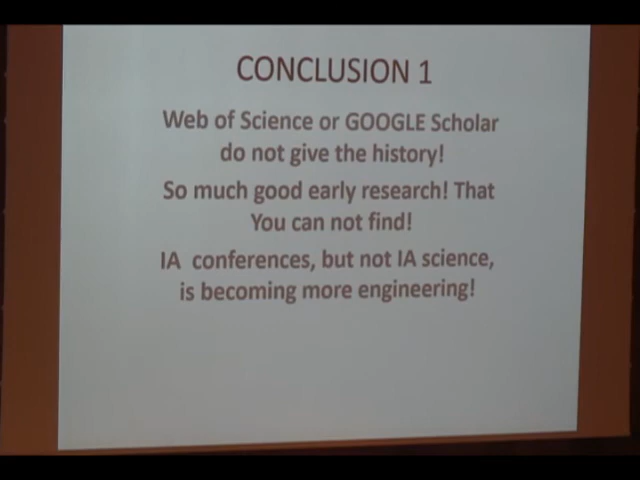 CONCLUSION 1
Web of Science or GOOGLE Scholar
do not give the history!
So much good early research! That
You can not find!
IA conferences, but not IA science,
is becoming more engineering!